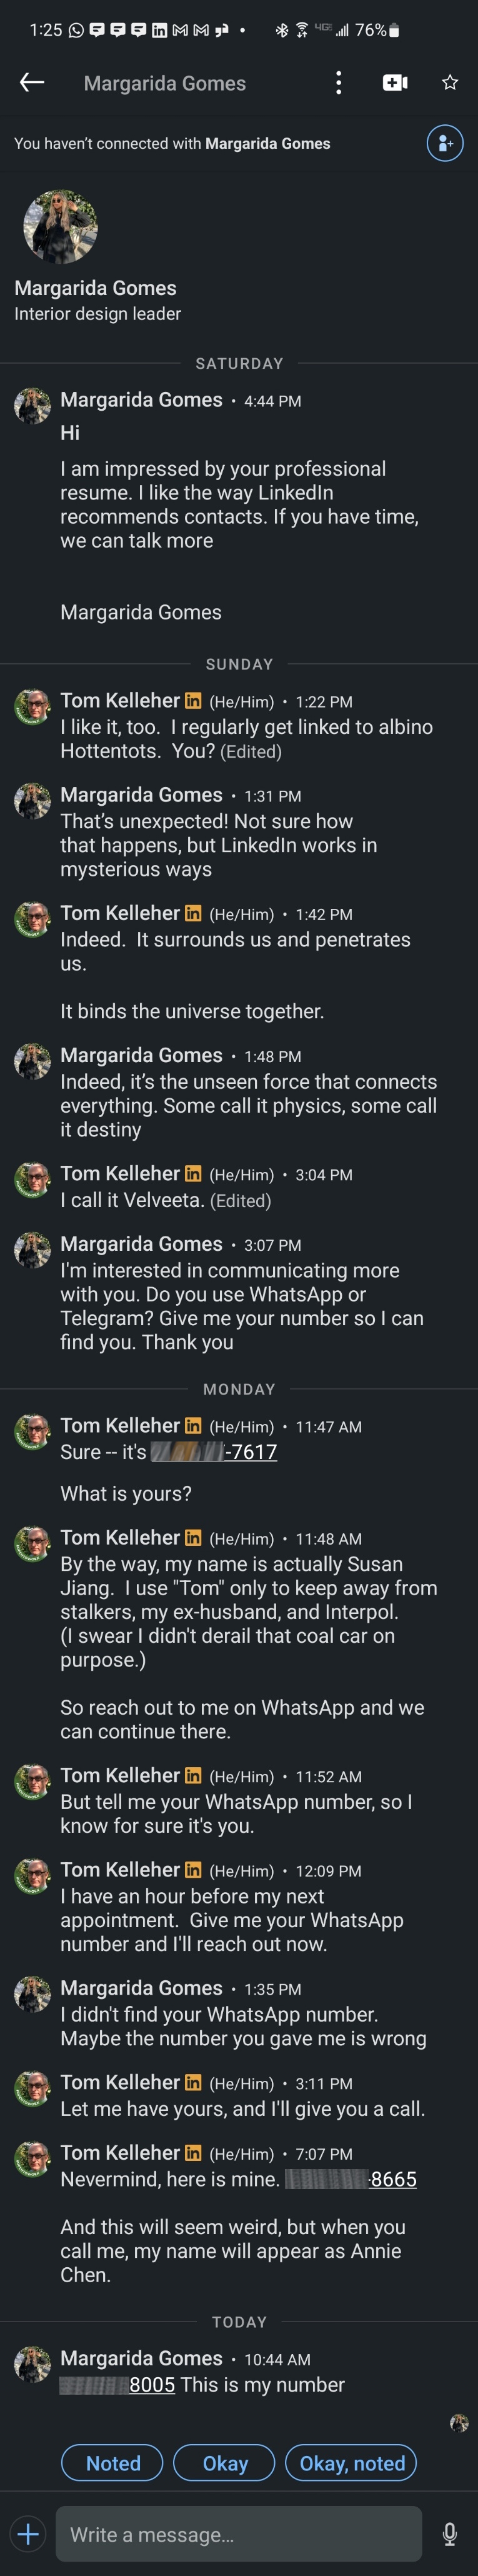 1:25 76%
Margarida Gomes
You haven't connected with Margarida Gomes
Margarida Gomes
Interior design leader
SATURDAY
Margarida Gomes • 4:44 PM
Hi
I am impressed by your professional
resume. I like the way LinkedIn
recommends contacts. If you have time,
we can talk more
Margarida Gomes
SUNDAY
Tom Kelleher in (He/Him) • 1:22 PM
I like it, too. I regularly get linked to albino
Hottentots. You? (Edited)
Margarida Gomes • 1:31 PM
That's unexpected! Not sure how
that happens, but LinkedIn works in
mysterious ways
Tom Kelleher in (He/Him) • 1:42 PM
Indeed. It surrounds us and penetrates
us.
It binds the universe together.
Margarida Gomes • 1:48 PM
Indeed, it's the unseen force that connects
everything. Some call it physics, some call
it destiny
Tom Kelleher in (He/Him) • 3:04 PM
I call it Velveeta. (Edited)
Margarida Gomes • 3:07 PM
I'm interested in communicating more
with you. Do you use WhatsApp or
Telegram? Give me your number so I can
find you. Thank you
MONDAY
Tom Kelleher in (He/Him) • 11:47 AM
Sure -- it's -7617
What is yours?
Tom Kelleher in (He/Him) • 11:48 AM
By the way, my name is actually Susan
Jiang. I use "Tom" only to keep away from
stalkers, my ex-husband, and Interpol.
(I swear I didn't derail that coal car on
purpose.)
So reach out to me on WhatsApp and we
can continue there.
Tom Kelleher in (He/Him) • 11:52 AM
But tell me your WhatsApp number, so I
know for sure it's you.
Tom Kelleher in (He/Him) • 12:09 PM
I have an hour before my next
appointment. Give me your WhatsApp
number and I'll reach out now.
Margarida Gomes • 1:35 PM
I didn't find your WhatsApp number.
Maybe the number you gave me is wrong
Tom Kelleher in (He/Him) • 3:11 PM
Let me have yours, and I'll give you a call.
Tom Kelleher in (He/Him) • 7:07 PM
Nevermind, here is mine. -8665
And this will seem weird, but when you
call me, my name will appear as Annie
Chen.
TODAY
Margarida Gomes • 10:44 AM
8005 This is my number
Noted Okay Okay, noted
Write a message...